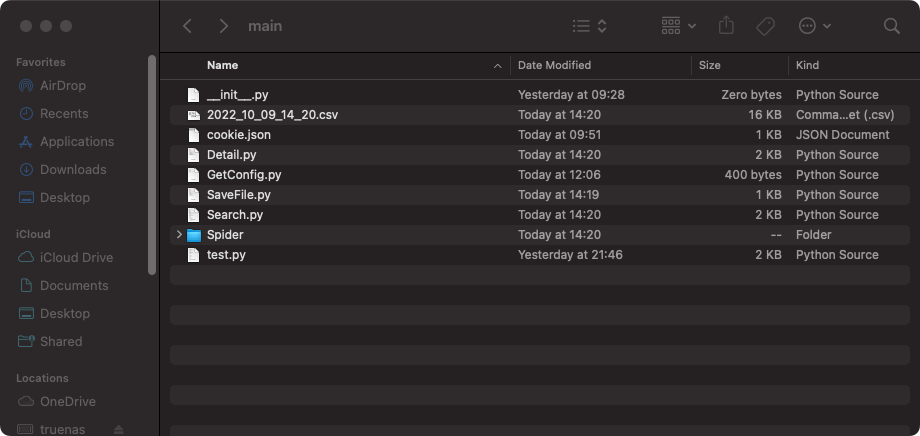 main
Favorites
AirDrop
Recents
Applications
Downloads
Desktop
iCloud
iCloud Drive
Documents
Desktop
Shared
Locations
OneDrive
truenas
Name Date Modified Size Kind
__init__.py Yesterday at 09:28 Zero bytes Python Source
2022_10_09_14_20.csv Today at 14:20 16 KB Comma...et (.csv)
cookie.json Today at 09:51 1 KB JSON Document
Detail.py Today at 14:20 2 KB Python Source
GetConfig.py Today at 12:06 400 bytes Python Source
SaveFile.py Today at 14:19 1 KB Python Source
Search.py Today at 14:20 2 KB Python Source
Spider Today at 14:20 -- Folder
test.py Yesterday at 21:46 2 KB Python Source